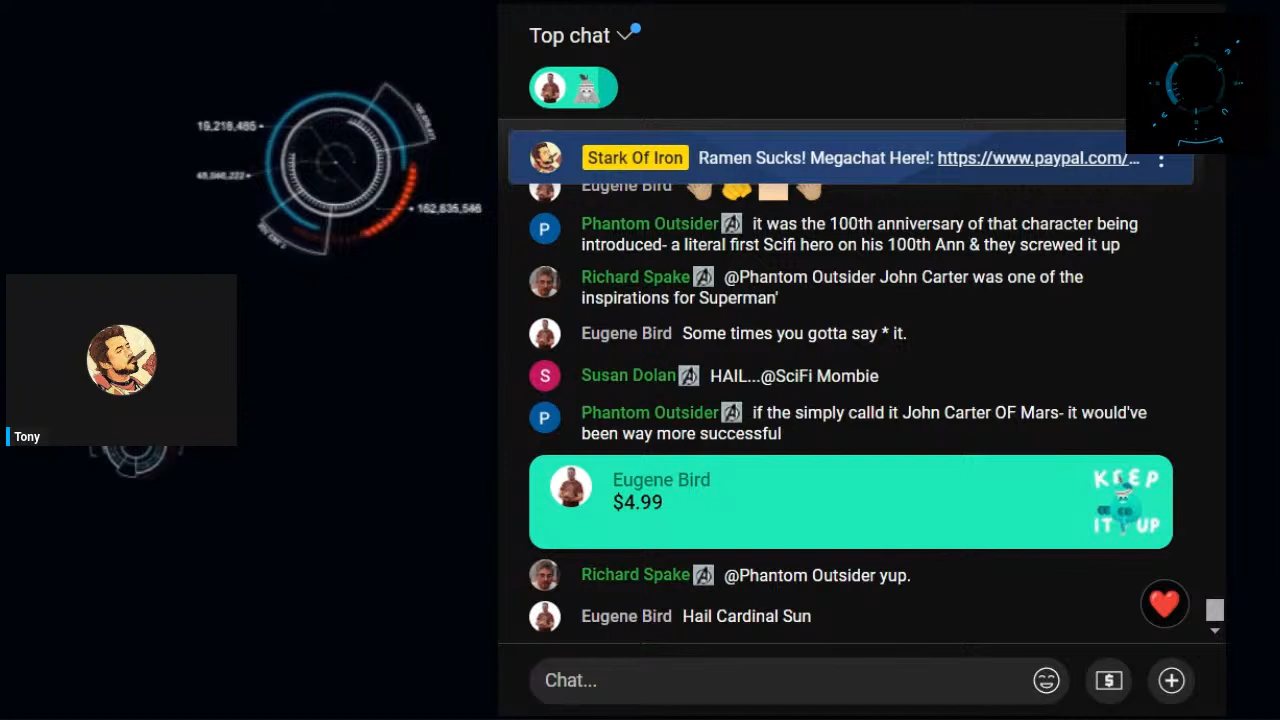 Top chat
Stark Of Iron Ramen Sucks! Megachat Here!: https://www.paypal.com/...
Eugene Bird
P Phantom Outsider it was the 100th anniversary of that character being
introduced- a literal first Scifi hero on his 100th Ann & they screwed it up
Richard Spake @Phantom Outsider John Carter was one of the
inspirations for Superman'
Eugene Bird Some times you gotta say * it.
S Susan Dolan HAIL...@SciFi Mombie
P Phantom Outsider if the simply calld it John Carter OF Mars- it would've
been way more successful
Eugene Bird
$4.99
KEEP
IT UP
Richard Spake @Phantom Outsider yup.
Eugene Bird Hail Cardinal Sun
Chat...
19,218,465
162,635,546
Tony